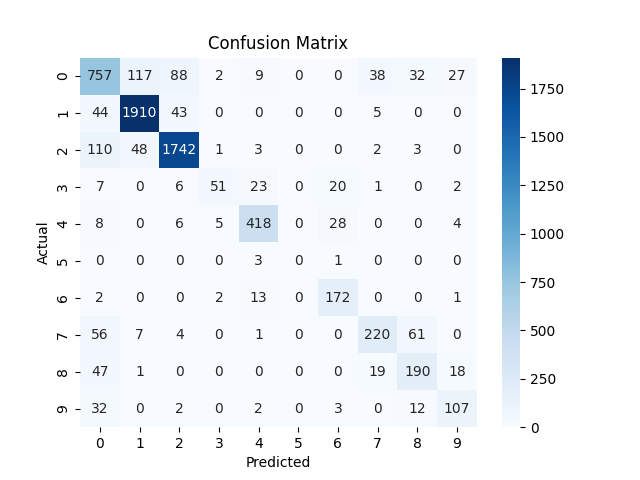 Confusion Matrix
0 757 117 88 2 9 0 0 38 32 27
1 44 1910 43 0 0 0 0 5 0 0
2 110 48 1742 1 3 0 0 2 3 0
3 7 0 6 51 23 0 20 1 0 2
4 8 0 6 5 418 0 28 0 0 4
5 0 0 0 0 3 0 1 0 0 0
6 2 0 0 2 13 0 172 0 0 1
7 56 7 4 0 1 0 0 220 61 0
8 47 1 0 0 0 0 0 19 190 18
9 32 0 2 0 2 0 3 0 12 107
0 1 2 3 4 5 6 7 8 9
Predicted
Actual
1750
1500
1250
1000
750
500
250
0